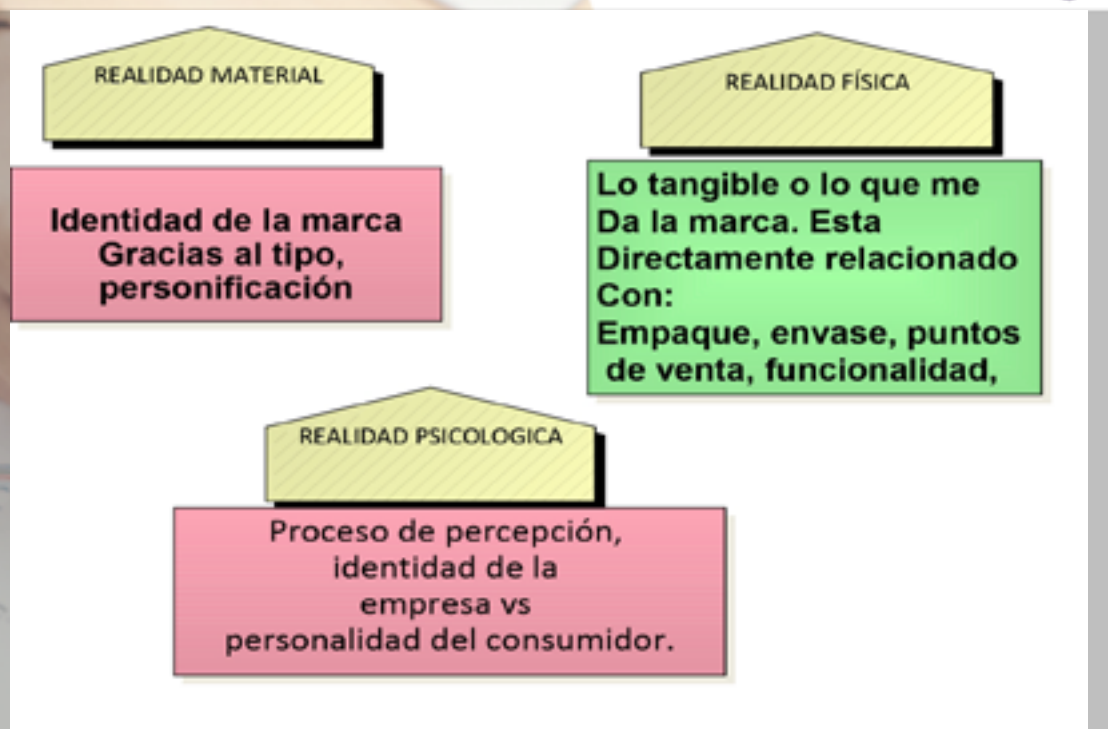 REALIDAD MATERIAL
Identidad de la marca
Gracias al tipo,
personificación
REALIDAD FÍSICA
Lo tangible o lo que me
Da la marca. Esta
Directamente relacionado
Con:
Empaque, envase, puntos
de venta, funcionalidad,
REALIDAD PSICOLOGICA
Proceso de percepción,
identidad de la
empresa vs
personalidad del consumidor.